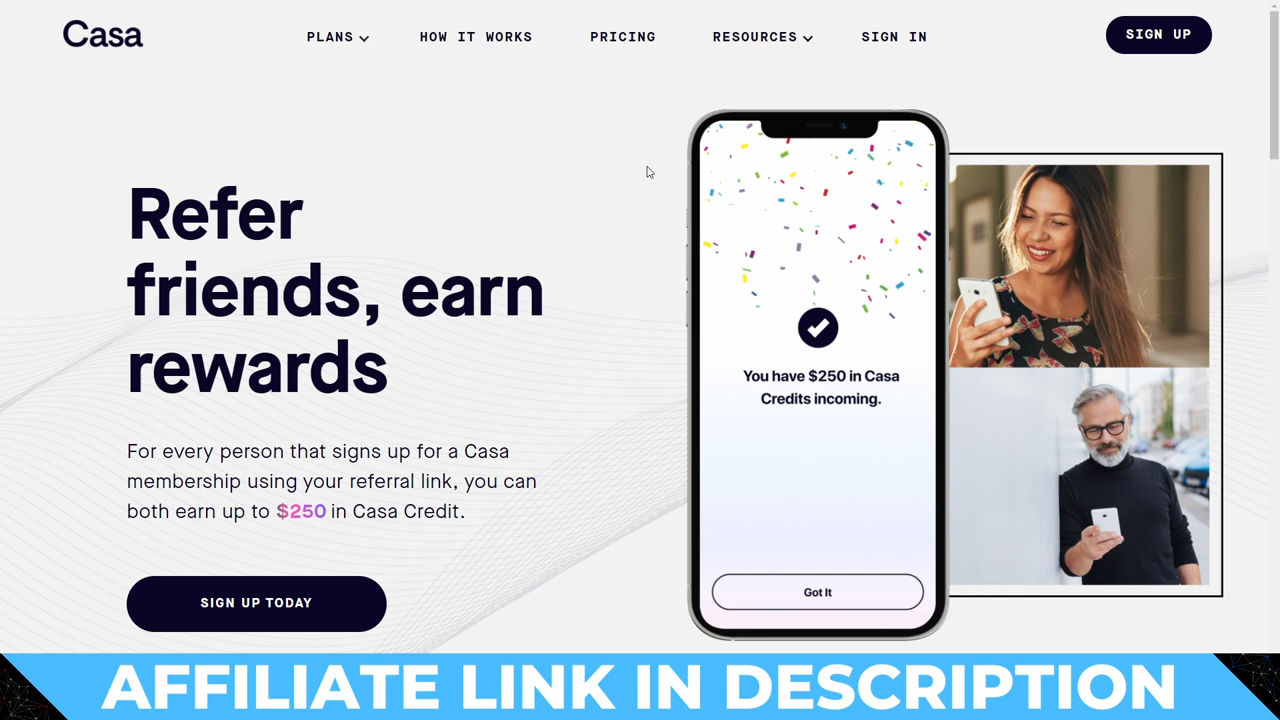 Casa
PLANS
HOW IT WORKS
PRICING
RESOURCES
SIGN IN
SIGN UP
Refer
friends, earn
rewards
For every person that signs up for a Casa
membership using your referral link, you can
both earn up to $250 in Casa Credit.
SIGN UP TODAY
You have $250 in Casa
Credits incoming.
Got It
AFFILIATE LINK IN DESCRIPTION